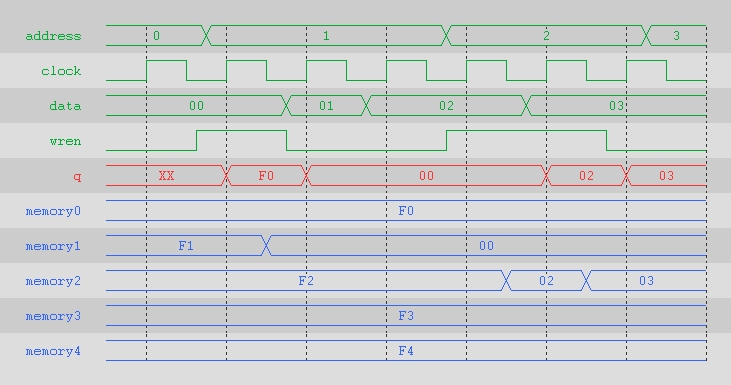 address 0 1 2 3
clock
data 00 01 02 03
wren
q XX F0 00 02 03
memory0 F0
memory1 F1 00
memory2 F2 02 03
memory3 F3
memory4 F4